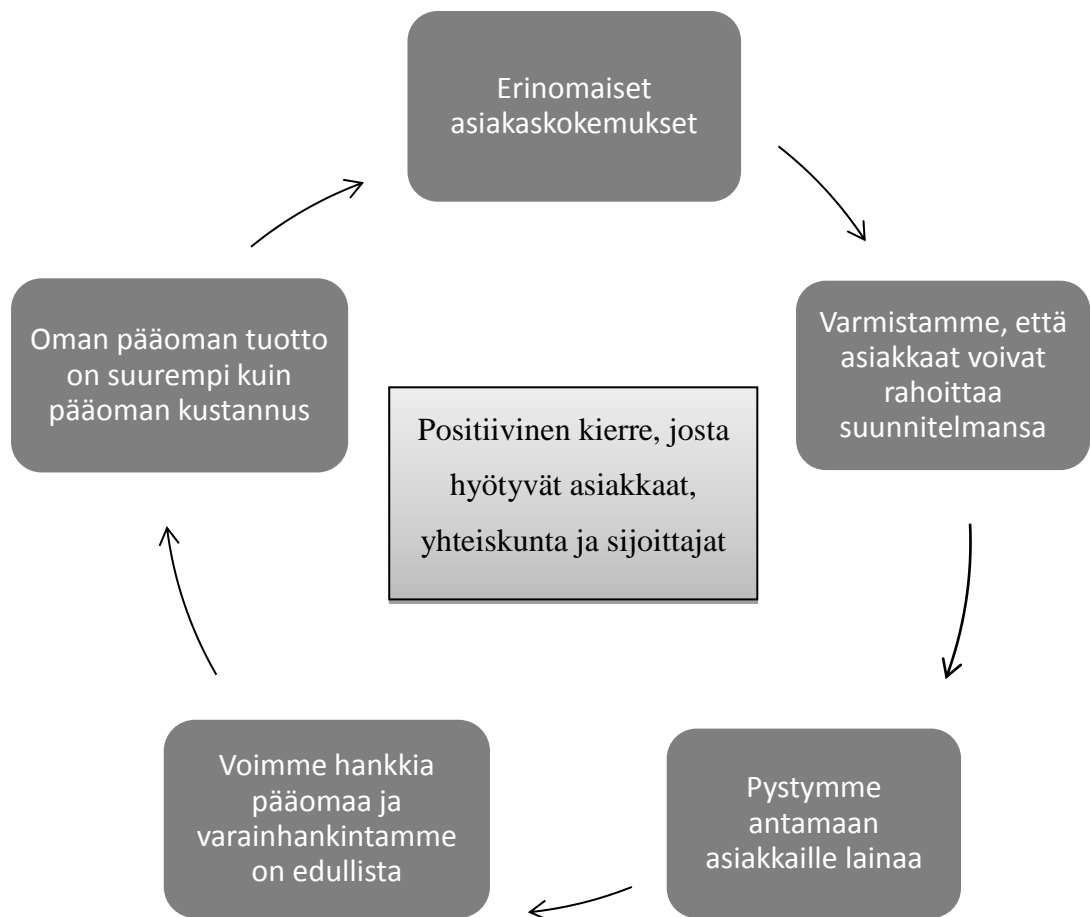 Erinomaiset
asiakaskokemukset
Varmistamme, että
asiakkaat voivat
rahoittaa
suunnitelmansa
Pystymme
antamaan
asiakkaille lainaa
Voimme hankkia
pääomaa ja
varainhankintamme
on edullista
Oman pääoman tuotto
on suurempi kuin
pääoman kustannus
Positiivinen kierre, josta
hyötyvät asiakkaat,
yhteiskunta ja sijoittajat